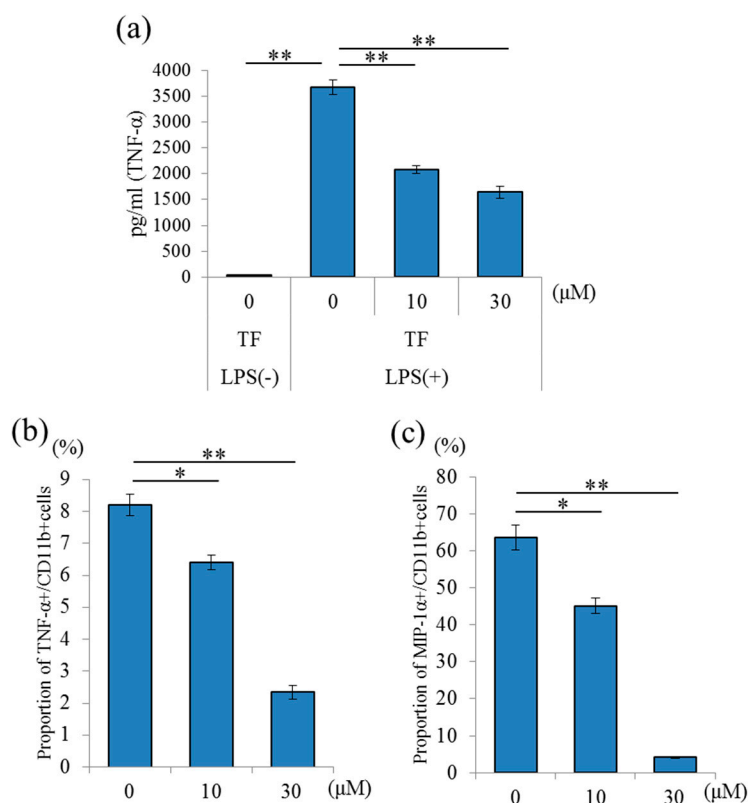 (a)
** ** **
pg/ml (TNF-α)
4000
3500
3000
2500
2000
1500
1000
500
0
0 0 10 30 (μM)
TF TF
LPS(-) LPS(+)
(b)
(%)
** *
Proportion of TNF-α+/CD11b+cells
9
8
7
6
5
4
3
2
1
0
0 10 30 (μM)
(c)
(%)
** *
Proportion of MIP-1α+/CD11b+cells
80
70
60
50
40
30
20
10
0
0 10 30 (μM)